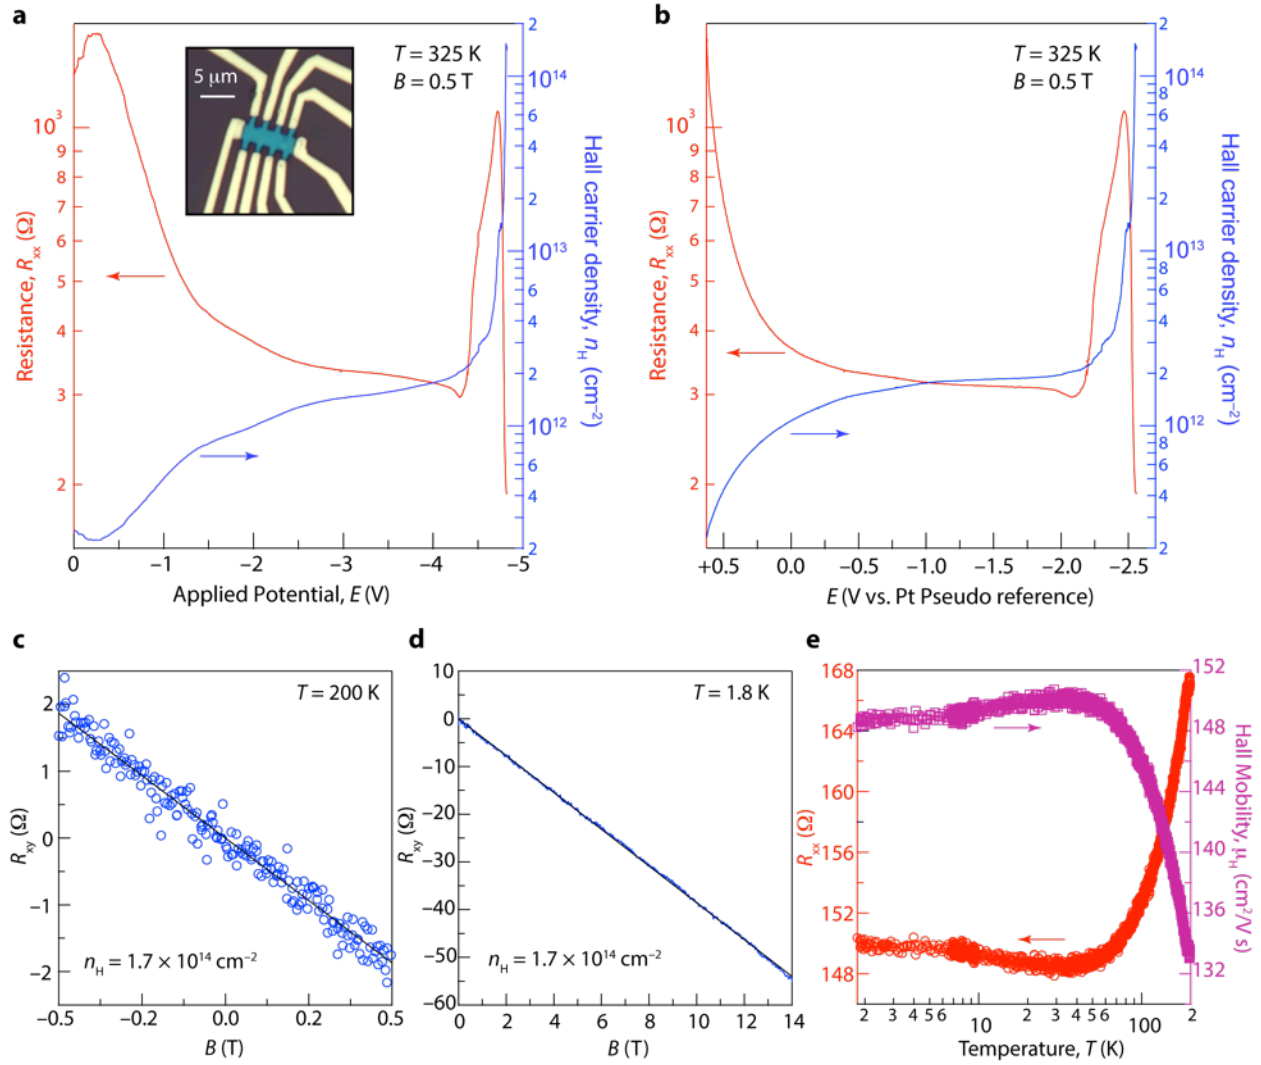 a
T = 325 K
B = 0.5 T
5 μm
10³
9
8
7
6
5
4
3
2
Resistance, Rxx (Ω)
2
10¹⁴
6
4
2
10¹³
6
4
2
10¹²
6
4
2
Hall carrier density, nH (cm⁻²)
0 −1 −2 −3 −4 −5
Applied Potential, E (V)
b
T = 325 K
B = 0.5 T
10³
9
8
7
6
5
4
3
2
Resistance, Rxx (Ω)
2
10¹⁴
6
4
2
10¹³
6
4
2
10¹²
6
4
2
Hall carrier density, nH (cm⁻²)
+0.5 0.0 −0.5 −1.0 −1.5 −2.0 −2.5
E (V vs. Pt Pseudo reference)
c
T = 200 K
2
1
0
−1
−2
Rxy (Ω)
nH = 1.7 × 10¹⁴ cm⁻²
−0.5 −0.2 0.0 0.2 0.5
B (T)
d
T = 1.8 K
10
0
−10
−20
−30
−40
−50
−60
Rxy (Ω)
nH = 1.7 × 10¹⁴ cm⁻²
0 2 4 6 8 10 12 14
B (T)
e
168
164
160
156
152
148
Rxx (Ω)
152
148
144
140
136
132
Hall Mobility, μH (cm²/V s)
2 3 4 5 6 10 2 3 4 5 6 100 2
Temperature, T (K)